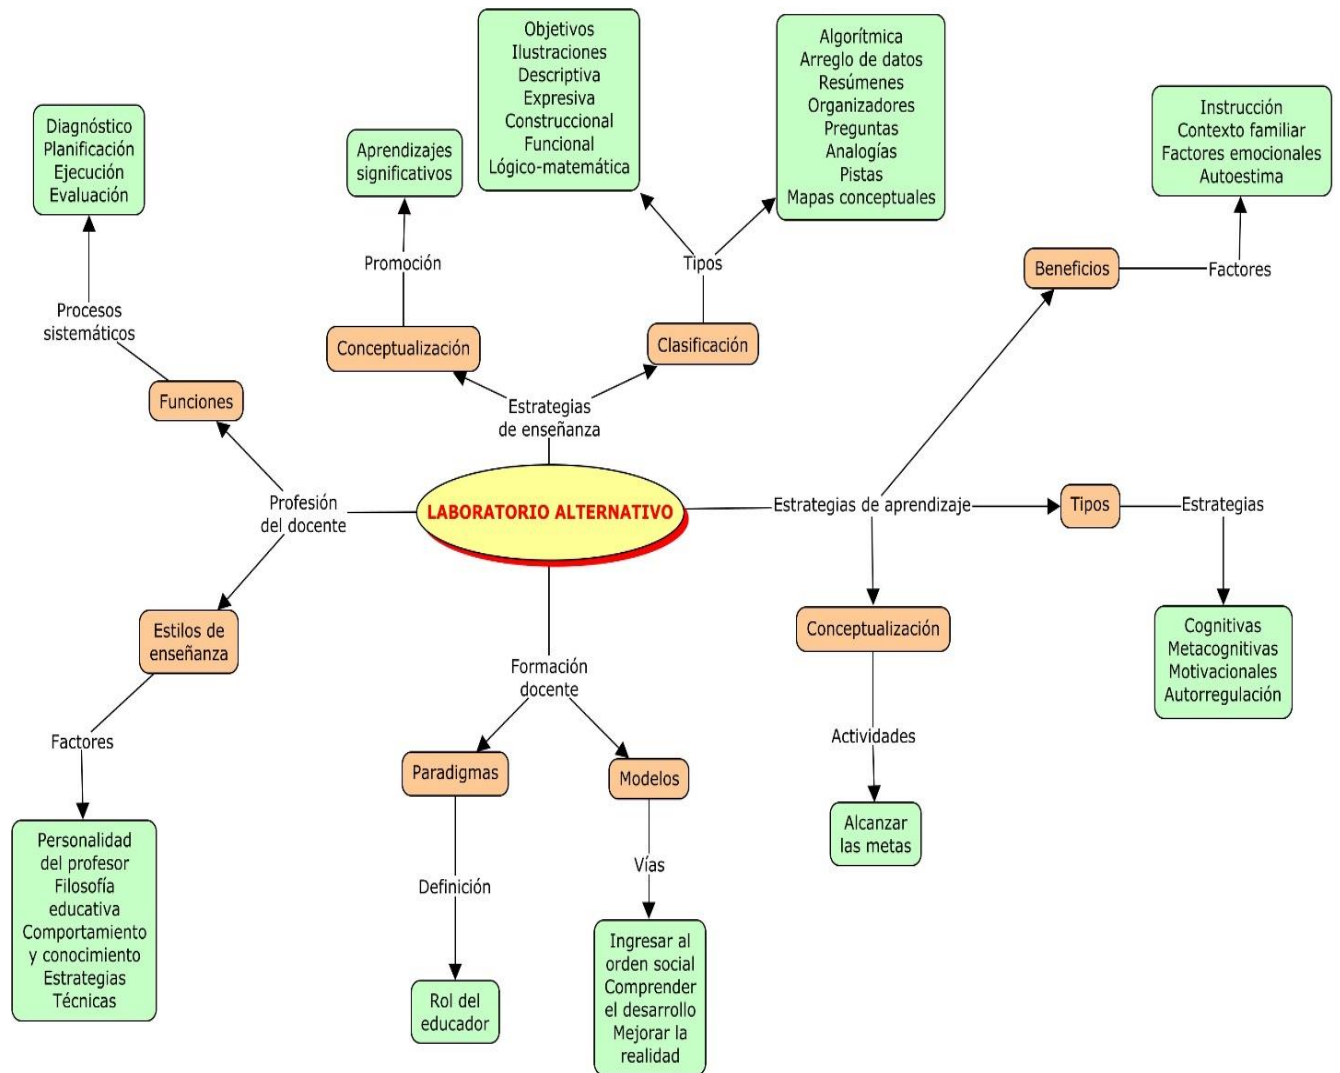 Objetivos
Ilustraciones
Descriptiva
Expresiva
Construccional
Funcional
Lógico-matemática
Algorítmica
Arreglo de datos
Resúmenes
Organizadores
Preguntas
Analogías
Pistas
Mapas conceptuales
Instrucción
Contexto familiar
Factores emocionales
Autoestima
Diagnóstico
Planificación
Ejecución
Evaluación
Aprendizajes
significativos
Promoción
Tipos
Beneficios
Factores
Procesos
sistemáticos
Conceptualización
Clasificación
Funciones
Estrategias
de enseñanza
Profesión
del docente
LABORATORIO ALTERNATIVO
Estrategias de aprendizaje
Tipos
Estrategias
Estilos de
enseñanza
Conceptualización
Cognitivas
Metacognitivas
Motivacionales
Autorregulación
Formación
docente
Factores
Paradigmas
Modelos
Actividades
Alcanzar
las metas
Personalidad
del profesor
Filosofía
educativa
Comportamiento
y conocimiento
Estrategias
Técnicas
Definición
Vías
Rol del
educador
Ingresar al
orden social
Comprender
el desarrollo
Mejorar la
realidad